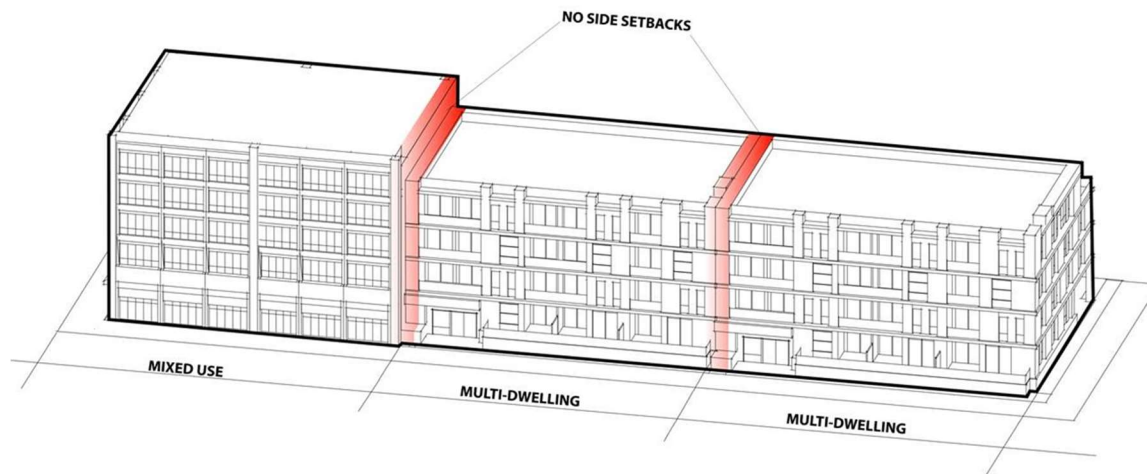 NO SIDE SETBACKS
MIXED USE
MULTI-DWELLING
MULTI-DWELLING